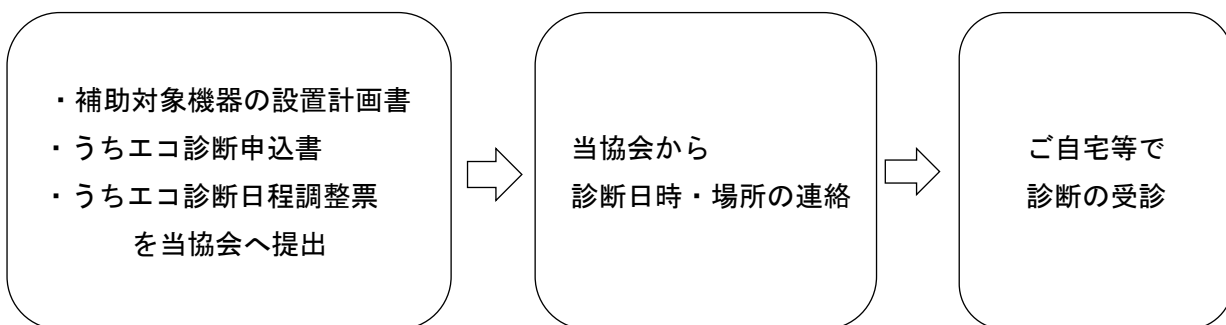 ・補助対象機器の設置計画書
・うちエコ診断申込書
・うちエコ診断日程調整票
を当協会へ提出
当協会から
診断日時・場所の連絡
ご自宅等で
診断の受診